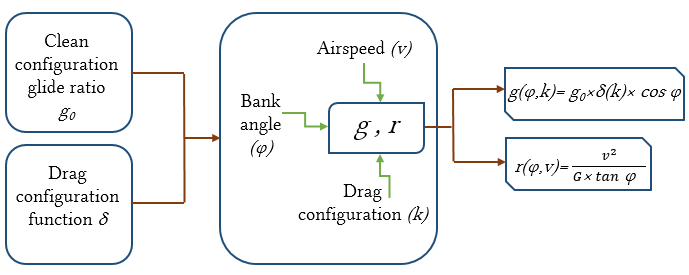 Clean
configuration
glide ratio
g₀
Drag
configuration
function δ
Airspeed (v)
Bank
angle
(φ)
g , r
Drag
configuration (k)
g(φ,k)= g₀×δ(k)× cos φ
r(φ,v)= v² / G× tan φ